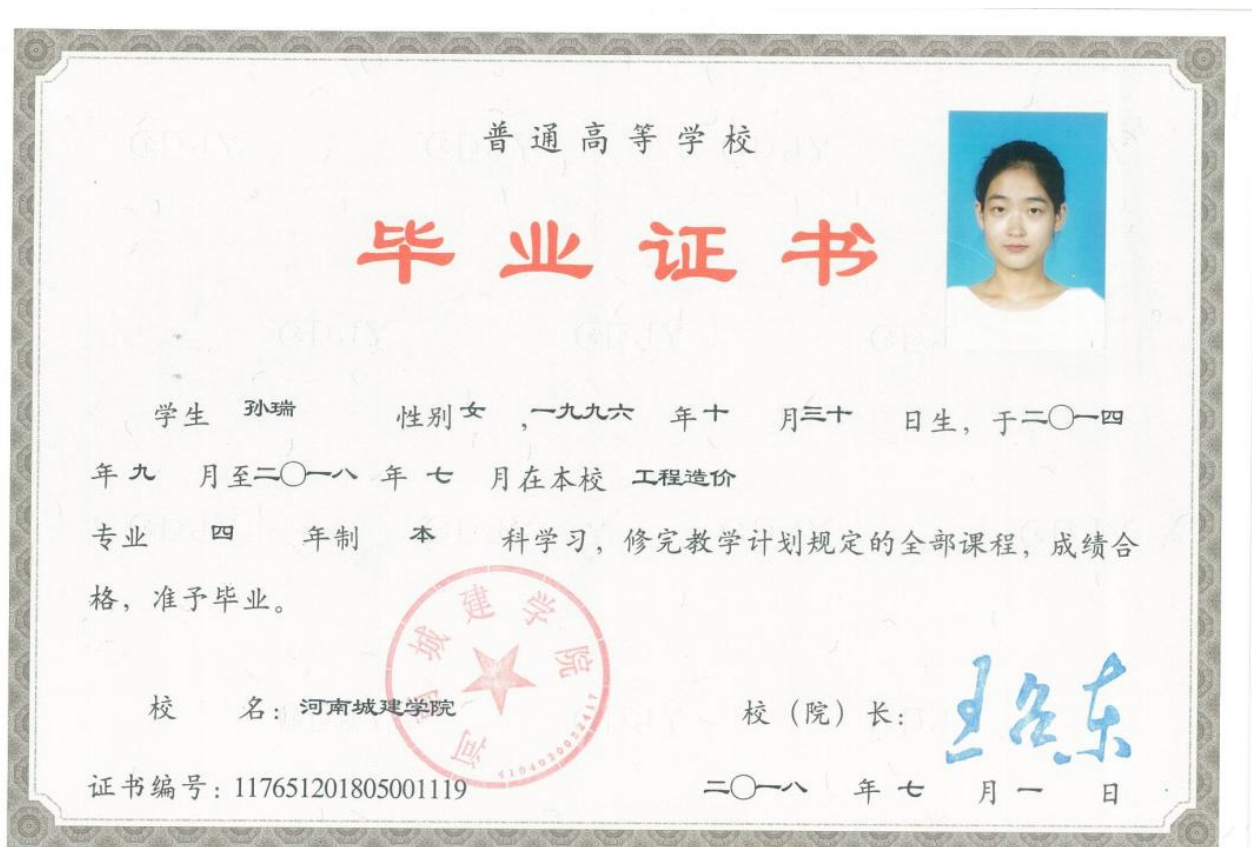 普通高等学校
毕业证书
学生 孙瑞 性别 女 ,一九九六 年 十 月 三十 日生，于二〇一四
年 九 月至二〇一八 年 七 月在本校 工程造价
专业 四 年制 本 科学习，修完教学计划规定的全部课程，成绩合
格，准予毕业。
河南城建学院
4104020022417
校 名：河南城建学院 校（院）长：
证书编号：117651201805001119 二〇一八 年 七 月 一 日